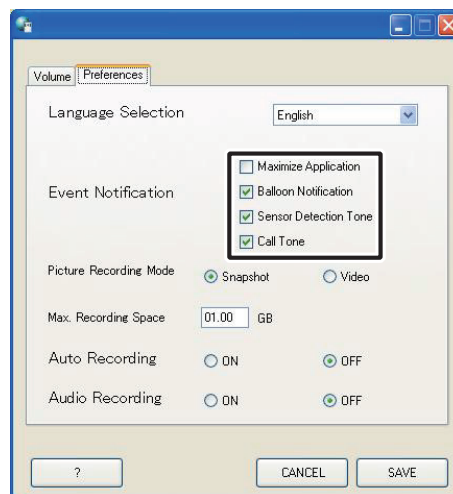 Volume Preferences
Language Selection English
Maximize Application
Event Notification Balloon Notification
Sensor Detection Tone
Call Tone
Picture Recording Mode Snapshot Video
Max. Recording Space 01.00 GB
Auto Recording ON OFF
Audio Recording ON OFF
? CANCEL SAVE